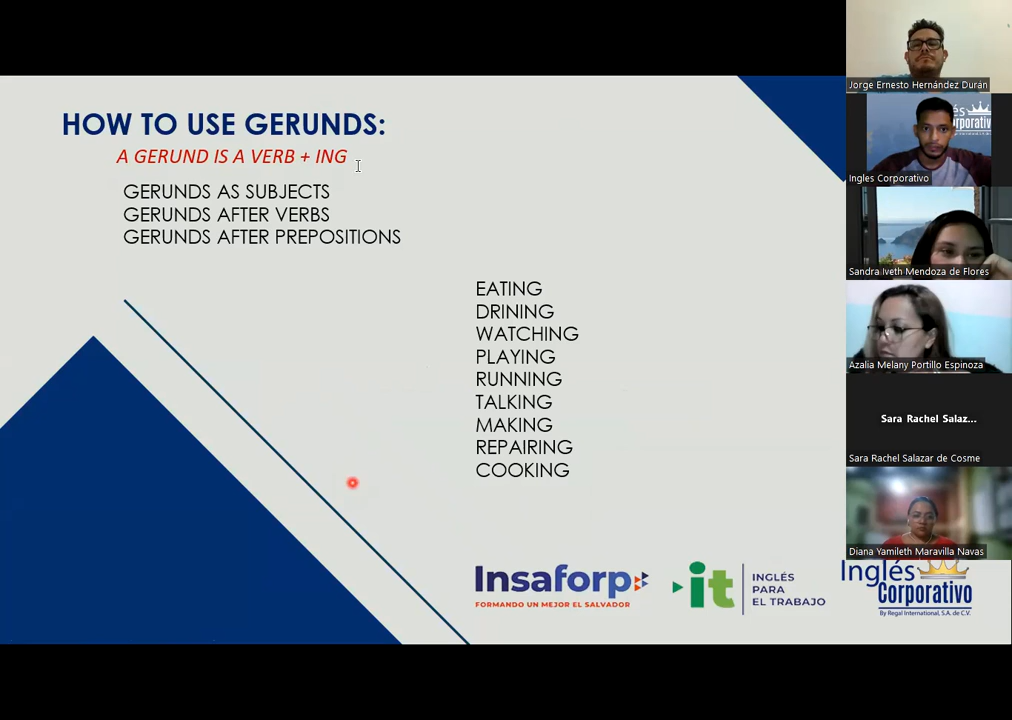 HOW TO USE GERUNDS:
A GERUND IS A VERB + ING
GERUNDS AS SUBJECTS
GERUNDS AFTER VERBS
GERUNDS AFTER PREPOSITIONS
EATING
DRINING
WATCHING
PLAYING
RUNNING
TALKING
MAKING
REPAIRING
COOKING
Insaforp
FORMANDO UN MEJOR EL SALVADOR
it
INGLÉS
PARA
EL TRABAJO
Inglés
Corporativo
By Regal International, S.A. de C.V.
Jorge Ernesto Hernández Durán
Ingles Corporativo
Sandra Iveth Mendoza de Flores
Azalia Melany Portillo Espinoza
Sara Rachel Salaz...
Sara Rachel Salazar de Cosme
Diana Yamileth Maravilla Navas